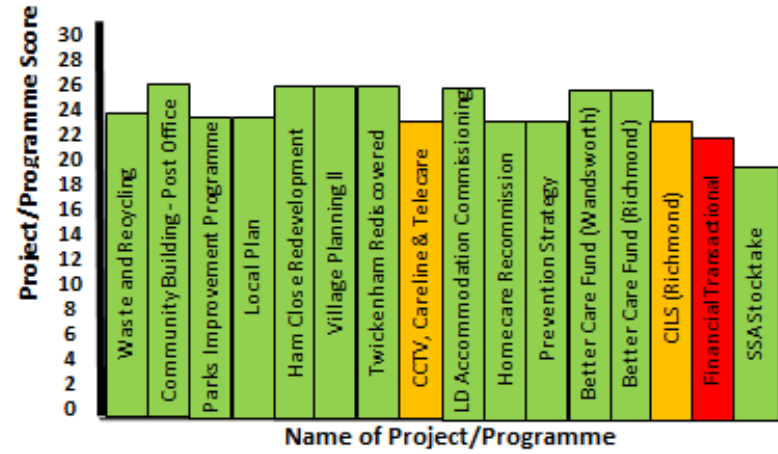 Project/Programme Score
30
28
26
24
22
20
18
16
14
12
10
8
6
4
2
0
Waste and Recycling
Community Building - Post Office
Parks Improvement Programme
Local Plan
Ham Close Redevelopment
Village Planning II
Twickenham Rediscovered
CCTV, Careline & Telecare
LD Accommodation Commissioning
Homecare Recommission
Prevention Strategy
Better Care Fund (Wandsworth)
Better Care Fund (Richmond)
CILS (Richmond)
Financial Transactional
SSA Stocktake
Name of Project/Programme